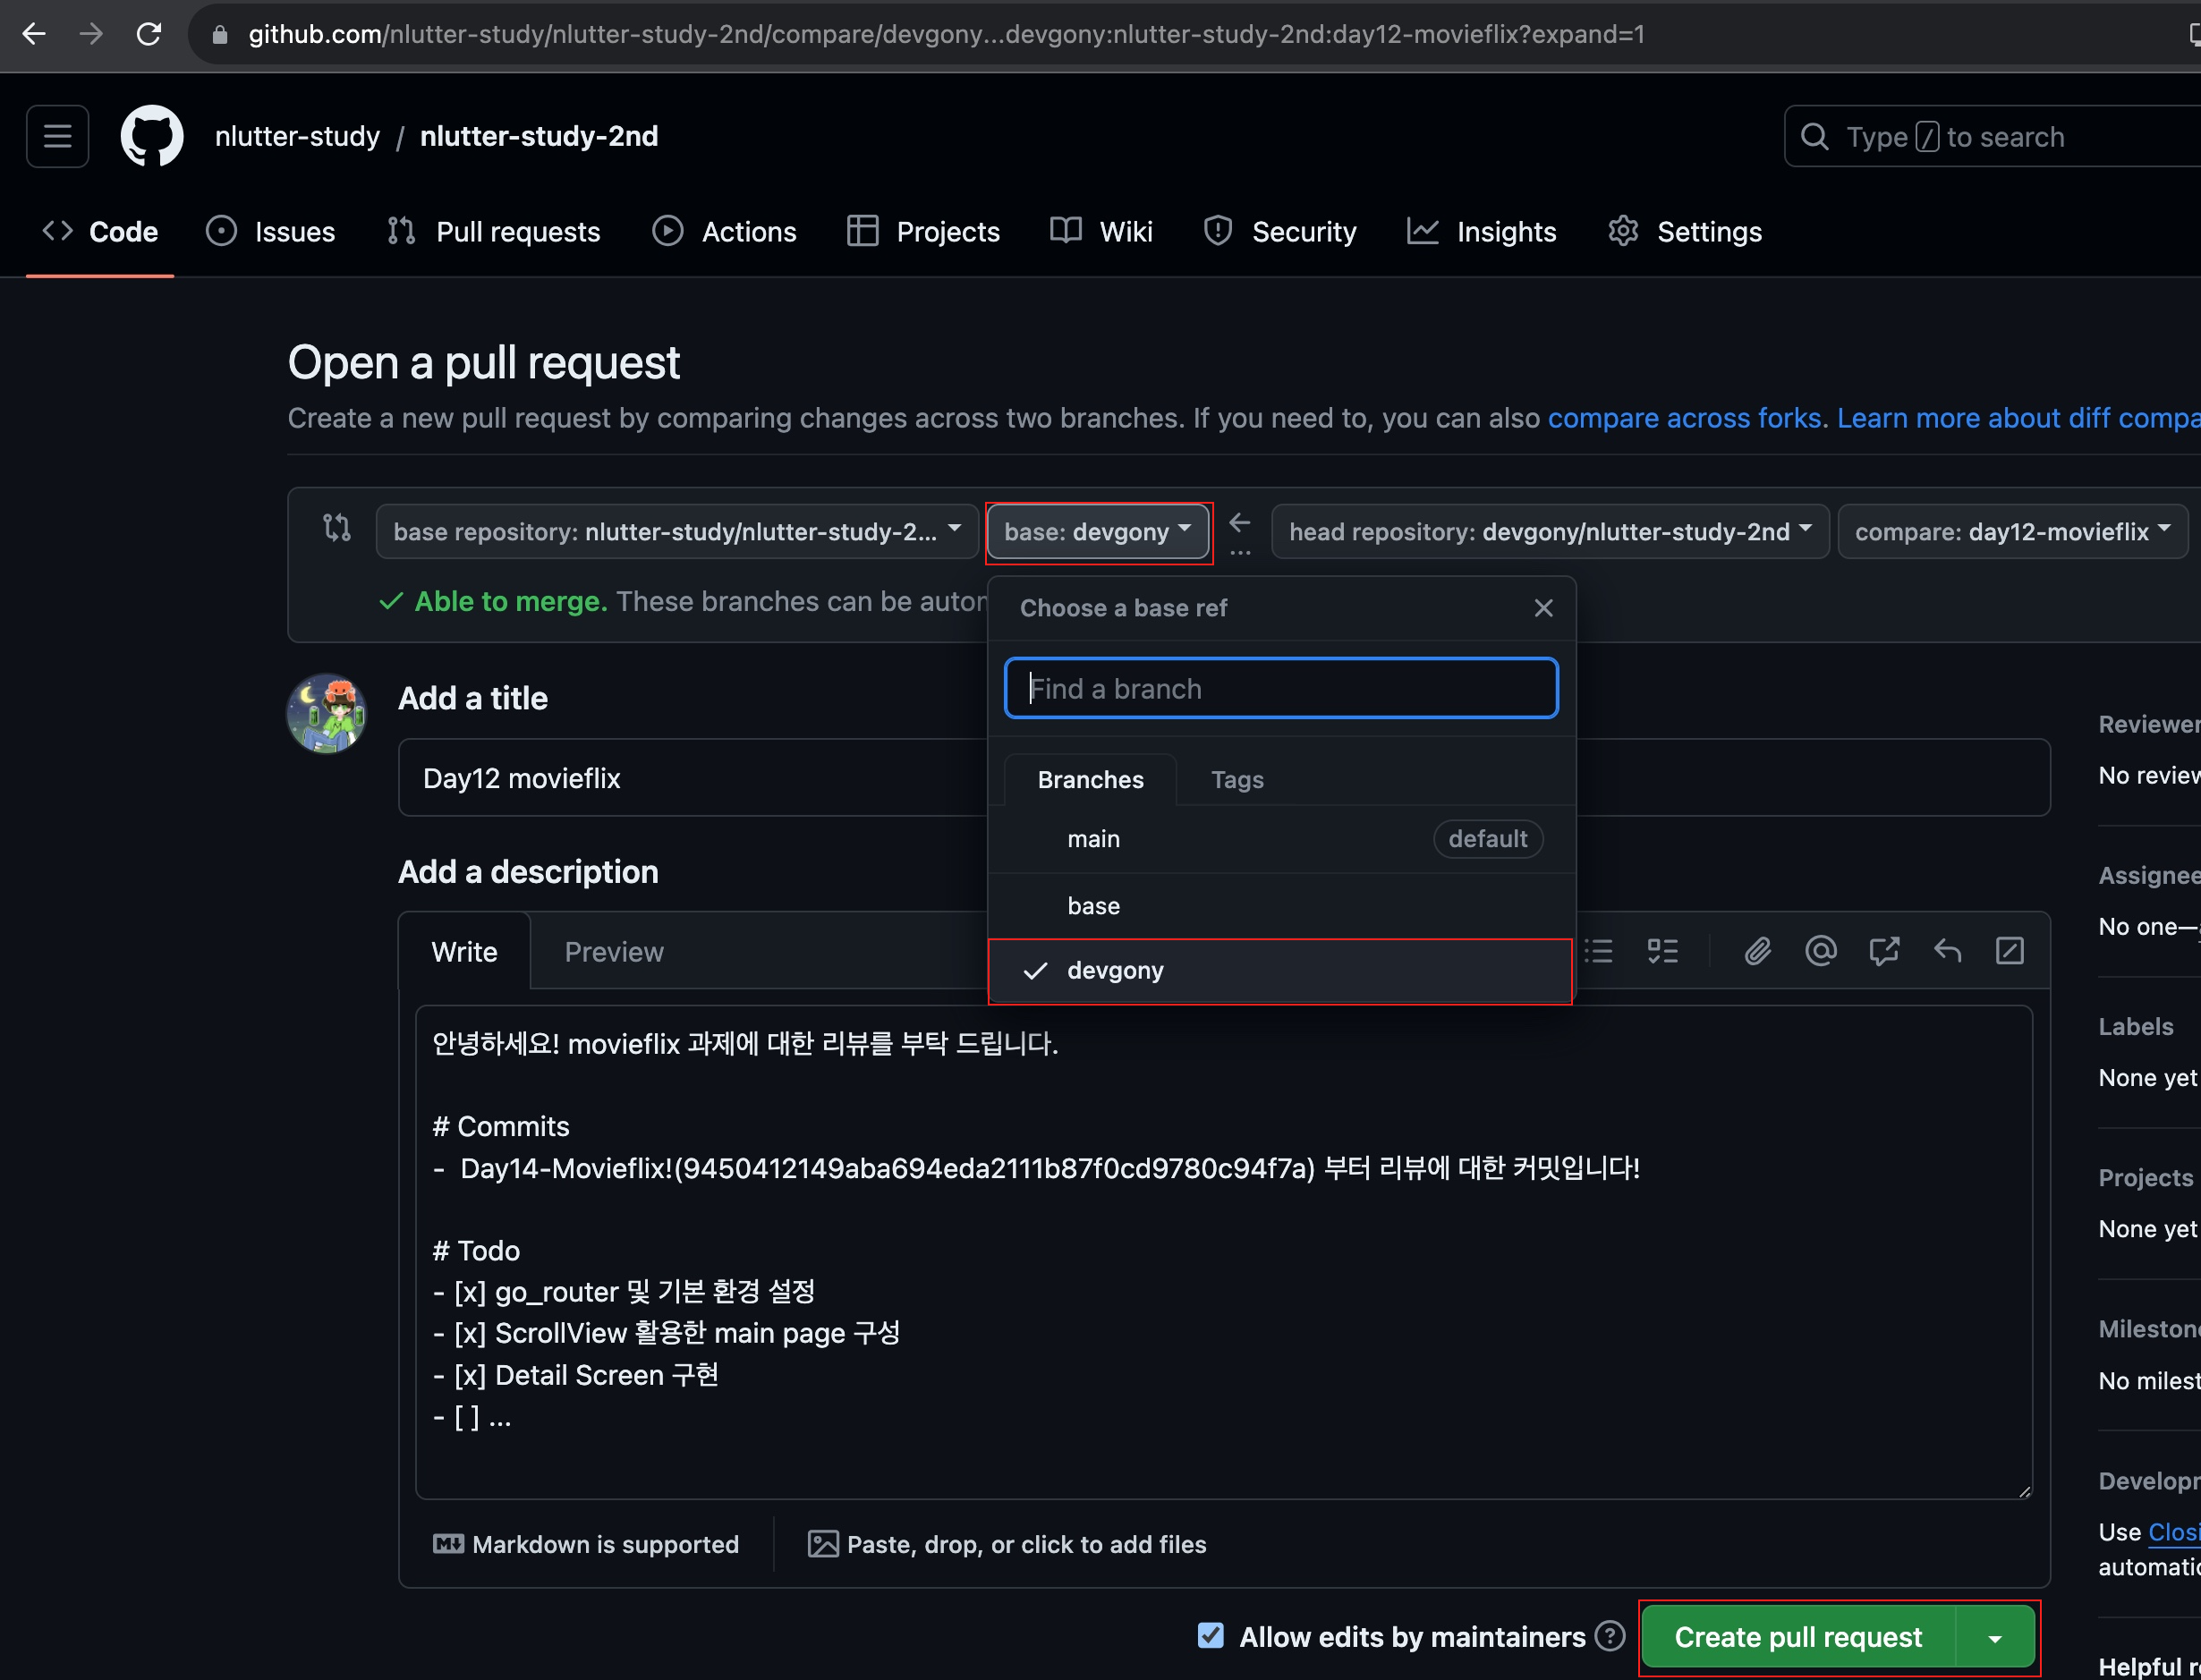 github.com/nlutter-study/nlutter-study-2nd/compare/devgony...devgony:nlutter-study-2nd:day12-movieflix?expand=1
nlutter-study / nlutter-study-2nd
Type / to search
Code Issues Pull requests Actions Projects Wiki Security Insights Settings
Open a pull request
Create a new pull request by comparing changes across two branches. If you need to, you can also compare across forks. Learn more about diff compa
base repository: nlutter-study/nlutter-study-2... base: devgony ... head repository: devgony/nlutter-study-2nd compare: day12-movieflix
Able to merge. These branches can be autom
Choose a base ref
Find a branch
Branches Tags
main default
base
devgony
Add a title
Day12 movieflix
Add a description
Write Preview
안녕하세요! movieflix 과제에 대한 리뷰를 부탁 드립니다.
# Commits
- Day14-Movieflix!(9450412149aba694eda2111b87f0cd9780c94f7a) 부터 리뷰에 대한 커밋입니다!
# Todo
- [x] go_router 및 기본 환경 설정
- [x] ScrollView 활용한 main page 구성
- [x] Detail Screen 구현
- [ ] ...
Markdown is supported
Paste, drop, or click to add files
Allow edits by maintainers
Create pull request
Reviewer
No review
Assignee
No one—
Labels
None yet
Projects
None yet
Milestone
No milest
Developm
Use Closi
automatic
Helpful re